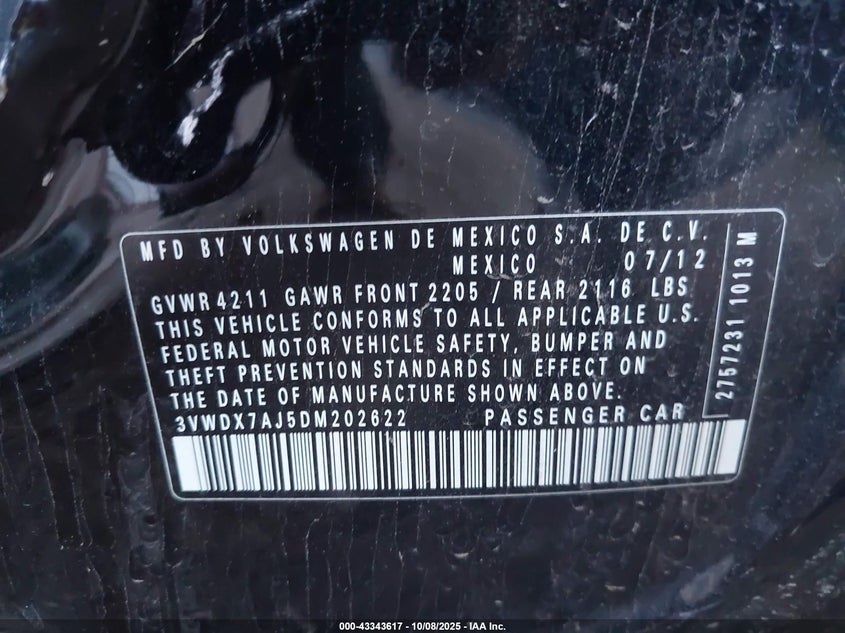 MFD BY VOLKSWAGEN DE MEXICO S.A. DE C.V.
MEXICO 07/12
GVWR 4211 GAWR FRONT 2205 / REAR 2116 LBS
THIS VEHICLE CONFORMS TO ALL APPLICABLE U.S.
FEDERAL MOTOR VEHICLE SAFETY, BUMPER AND
THEFT PREVENTION STANDARDS IN EFFECT ON
THE DATE OF MANUFACTURE SHOWN ABOVE.
3VWDX7AJ5DM202622 PASSENGER CAR
2757231 1013 M
000-43343617 - 10/08/2025 - IAA Inc.